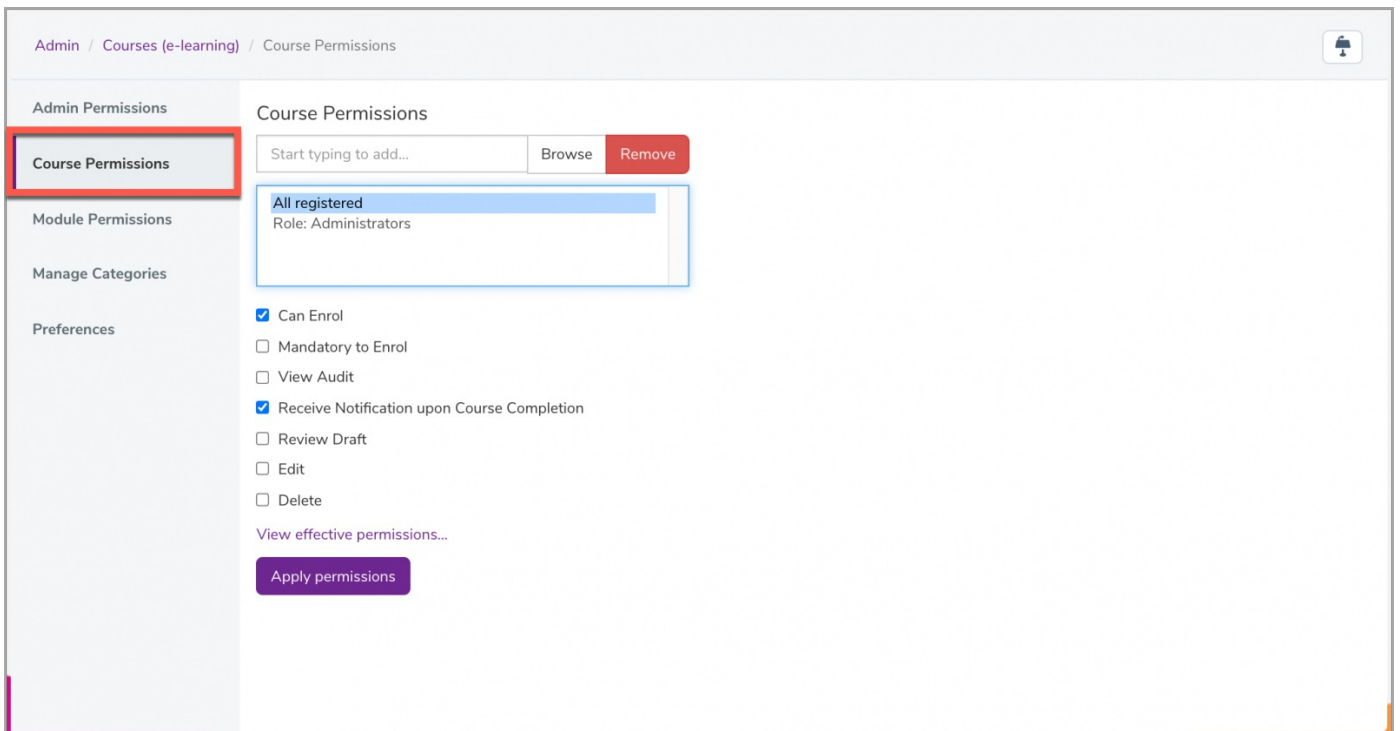 Admin / Courses (e-learning) / Course Permissions
Admin Permissions
Course Permissions
Module Permissions
Manage Categories
Preferences
Course Permissions
Start typing to add...
Browse
Remove
All registered
Role: Administrators
Can Enrol
Mandatory to Enrol
View Audit
Receive Notification upon Course Completion
Review Draft
Edit
Delete
View effective permissions...
Apply permissions